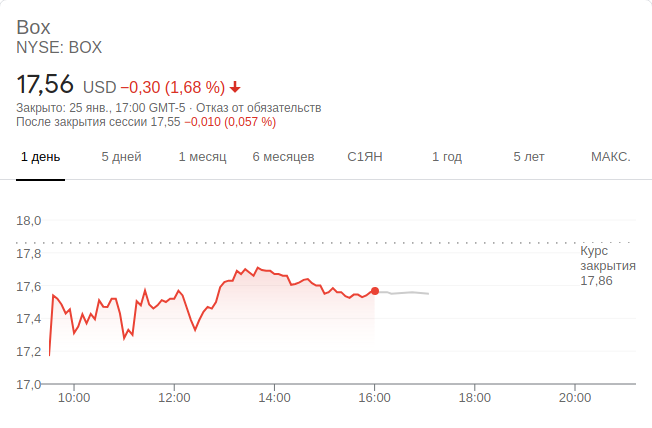 Box
NYSE: BOX
17,56 USD −0,30 (1,68 %)
Закрыто: 25 янв., 17:00 GMT-5 · Отказ от обязательств
После закрытия сессии 17,55 −0,010 (0,057 %)
1 день 5 дней 1 месяц 6 месяцев С1ЯН 1 год 5 лет МАКС.
18,0
17,8
17,6
17,4
17,2
17,0
Курс
закрытия
17,86
10:00 12:00 14:00 16:00 18:00 20:00